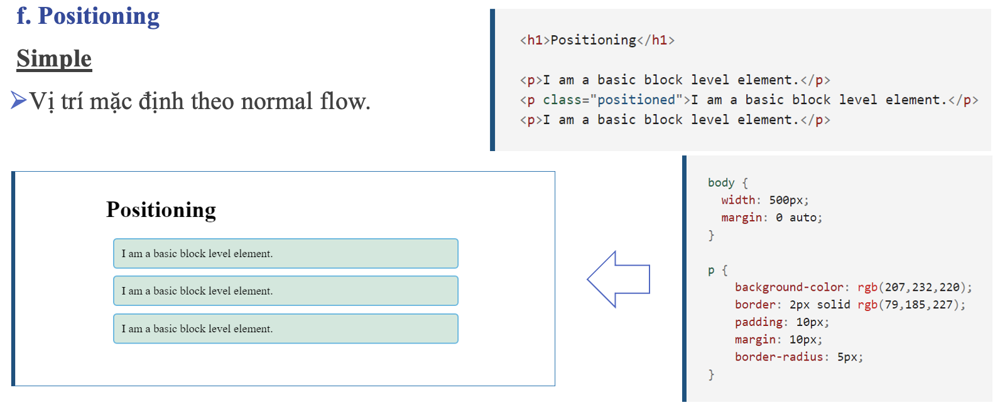 f. Positioning
Simple
➢Vị trí mặc định theo normal flow.
<h1>Positioning</h1>
<p>I am a basic block level element.</p>
<p class="positioned">I am a basic block level element.</p>
<p>I am a basic block level element.</p>
Positioning
I am a basic block level element.
I am a basic block level element.
I am a basic block level element.
body {
  width: 500px;
  margin: 0 auto;
}
p {
    background-color: rgb(207,232,220);
    border: 2px solid rgb(79,185,227);
    padding: 10px;
    margin: 10px;
    border-radius: 5px;
}